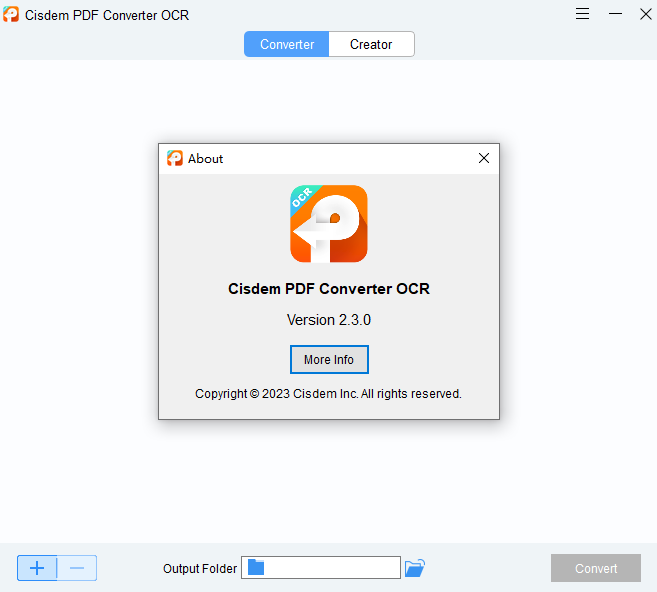 Cisdem PDF Converter OCR
Converter Creator
About
OCR
Cisdem PDF Converter OCR
Version 2.3.0
More Info
Copyright © 2023 Cisdem Inc. All rights reserved.
Output Folder
Convert